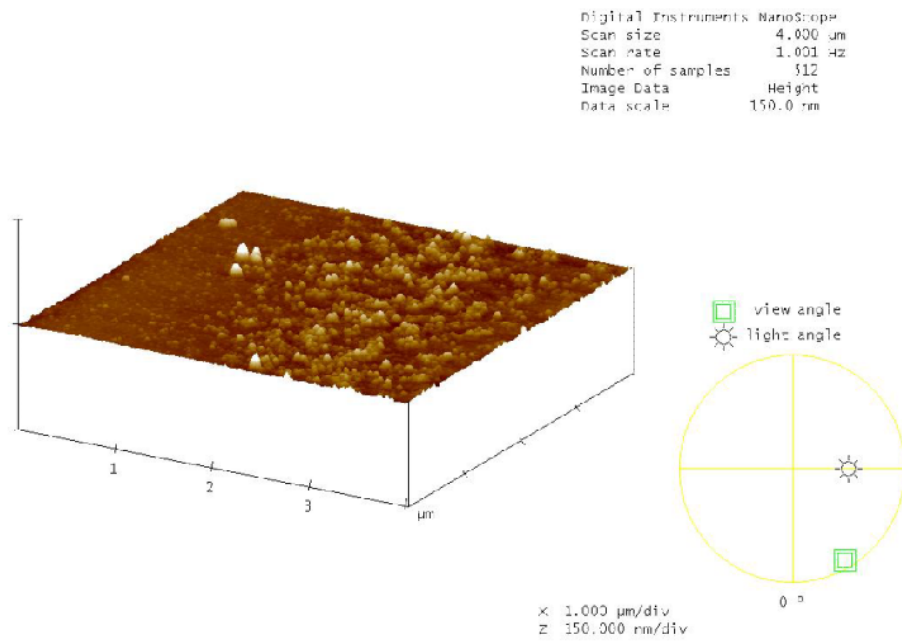 Digital Instruments NanoScope
Scan size 4.000 µm
Scan rate 1.001 Hz
Number of samples 512
Image Data Height
Data scale 150.0 nm
view angle
light angle
1
2
3
µm
0 °
X 1.000 µm/div
Z 150.000 nm/div